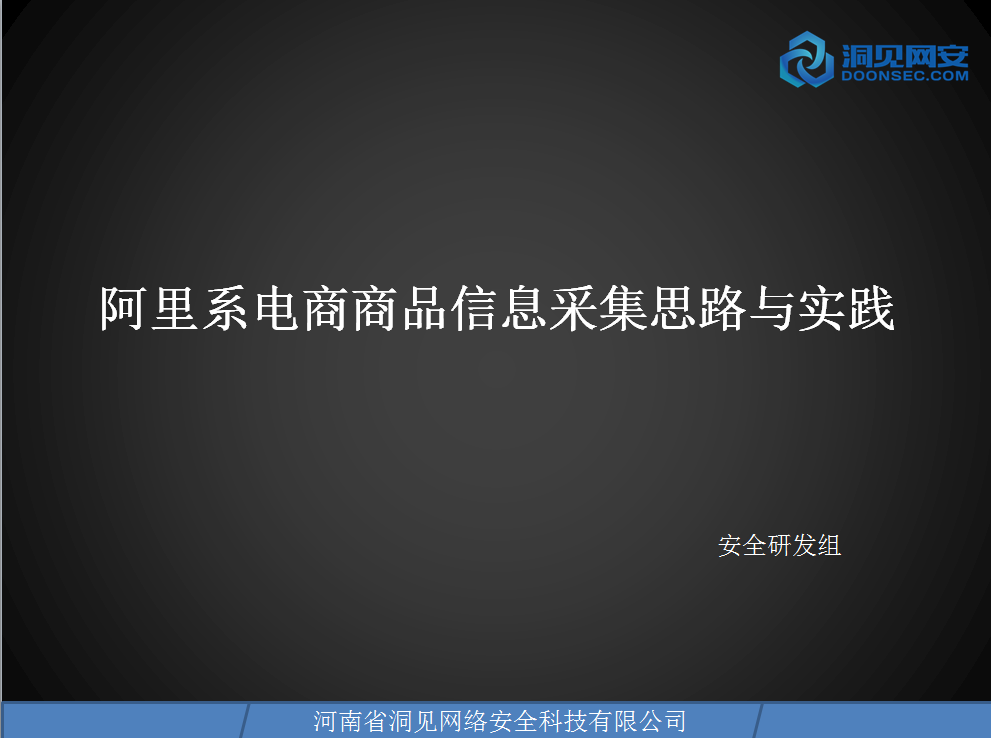 洞见网安
DOONSEC.COM
阿里系电商商品信息采集思路与实践
安全研发组
河南省洞见网络安全科技有限公司